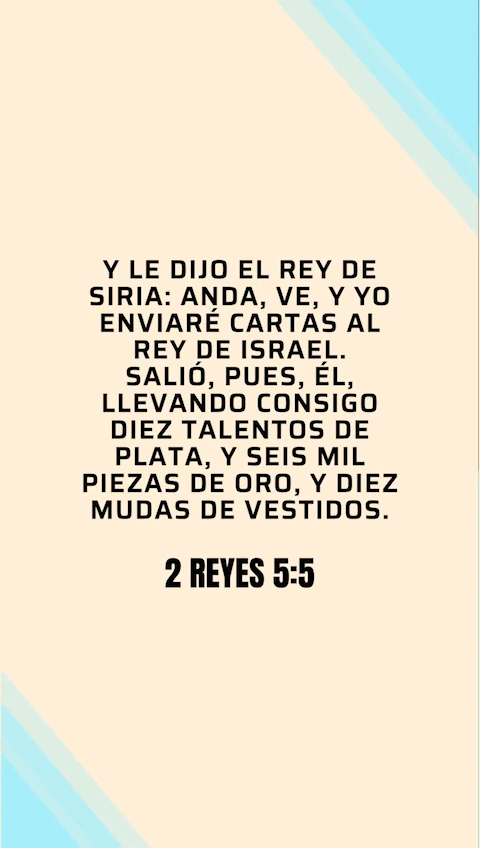 Y LE DIJO EL REY DE
SIRIA: ANDA, VE, Y YO
ENVIARÉ CARTAS AL
REY DE ISRAEL.
SALIÓ, PUES, ÉL,
LLEVANDO CONSIGO
DIEZ TALENTOS DE
PLATA, Y SEIS MIL
PIEZAS DE ORO, Y DIEZ
MUDAS DE VESTIDOS.
2 REYES 5:5